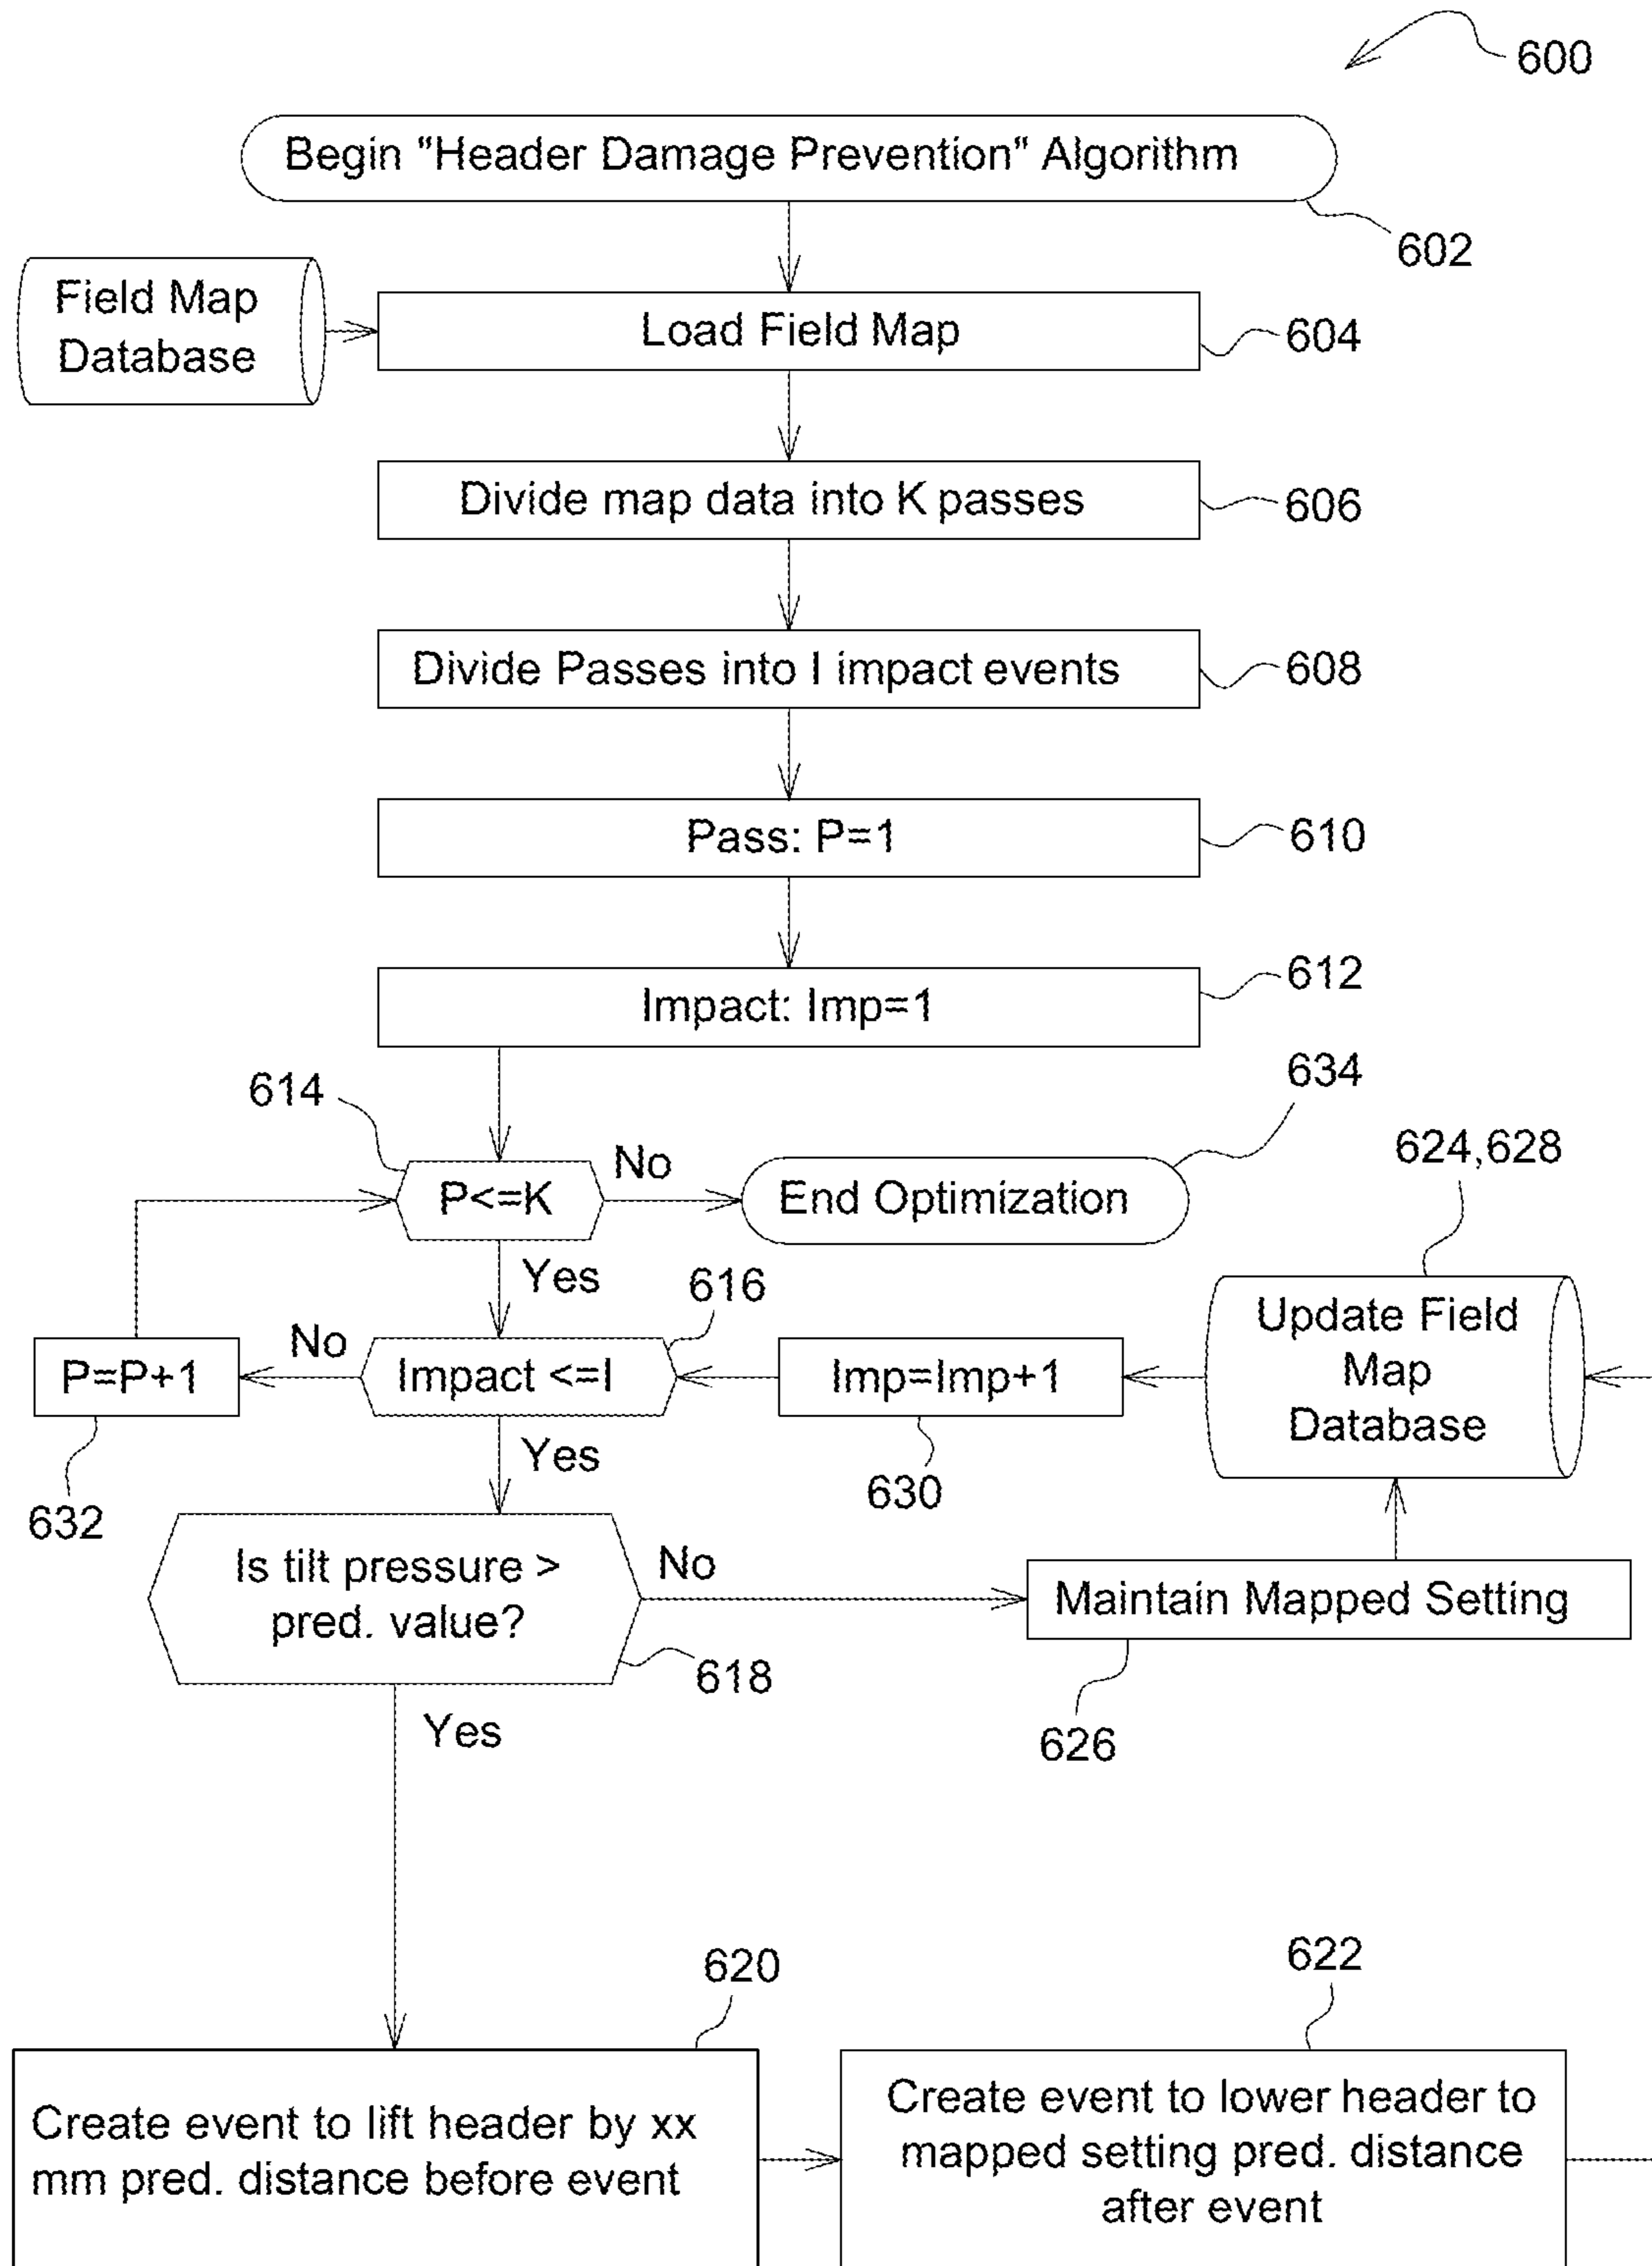 600
Begin "Header Damage Prevention" Algorithm
602
Field Map
Database
Load Field Map
604
Divide map data into K passes
606
Divide Passes into I impact events
608
Pass: P=1
610
Impact: Imp=1
612
614
634
P<=K
No
End Optimization
624,628
Yes
616
Update Field
Map
Database
P=P+1
No
Impact <=I
Imp=Imp+1
Yes
632
630
Is tilt pressure >
pred. value?
No
Maintain Mapped Setting
618
626
Yes
620
622
Create event to lift header by xx
mm pred. distance before event
Create event to lower header to
mapped setting pred. distance
after event